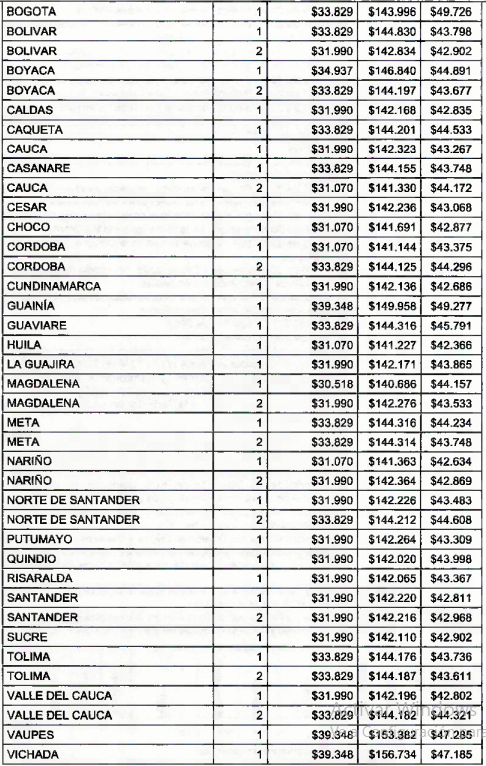 BOGOTA 1 $33.829 $143.996 $49.726
BOLIVAR 1 $33.829 $144.830 $43.798
BOLIVAR 2 $31.990 $142.834 $42.902
BOYACA 1 $34.937 $146.840 $44.891
BOYACA 2 $33.829 $144.197 $43.677
CALDAS 1 $31.990 $142.168 $42.835
CAQUETA 1 $33.829 $144.201 $44.533
CAUCA 1 $31.990 $142.323 $43.267
CASANARE 1 $33.829 $144.155 $43.748
CAUCA 2 $31.070 $141.330 $44.172
CESAR 1 $31.990 $142.236 $43.068
CHOCO 1 $31.070 $141.691 $42.877
CORDOBA 1 $31.070 $141.144 $43.375
CORDOBA 2 $33.829 $144.125 $44.296
CUNDINAMARCA 1 $31.990 $142.136 $42.686
GUAINÍA 1 $39.348 $149.958 $49.277
GUAVIARE 1 $33.829 $144.316 $45.791
HUILA 1 $31.070 $141.227 $42.366
LA GUAJIRA 1 $31.990 $142.171 $43.865
MAGDALENA 1 $30.518 $140.686 $44.157
MAGDALENA 2 $31.990 $142.276 $43.533
META 1 $33.829 $144.316 $44.234
META 2 $33.829 $144.314 $43.748
NARIÑO 1 $31.070 $141.363 $42.634
NARIÑO 2 $31.990 $142.364 $42.869
NORTE DE SANTANDER 1 $31.990 $142.226 $43.483
NORTE DE SANTANDER 2 $33.829 $144.212 $44.608
PUTUMAYO 1 $31.990 $142.264 $43.309
QUINDIO 1 $31.990 $142.020 $43.998
RISARALDA 1 $31.990 $142.065 $43.367
SANTANDER 1 $31.990 $142.220 $42.811
SANTANDER 2 $31.990 $142.216 $42.968
SUCRE 1 $31.990 $142.110 $42.902
TOLIMA 1 $33.829 $144.176 $43.736
TOLIMA 2 $33.829 $144.187 $43.611
VALLE DEL CAUCA 1 $31.990 $142.196 $42.802
VALLE DEL CAUCA 2 $33.829 $144.182 $44.321
VAUPES 1 $39.348 $153.382 $47.285
VICHADA 1 $39.348 $156.734 $47.185